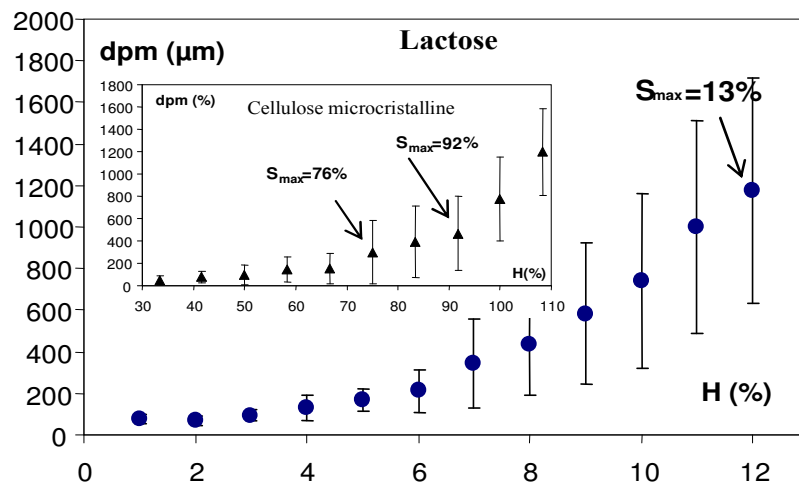 Lactose
dpm (µm)
2000
1800
1600
1400
1200
1000
800
600
400
200
0
0 2 4 6 8 10 12
H (%)
Smax=13%
Cellulose microcristalline
dpm (%)
1800
1600
1400
1200
1000
800
600
400
200
0
30 40 50 60 70 80 90 100 110
H(%)
Smax=76%
Smax=92%